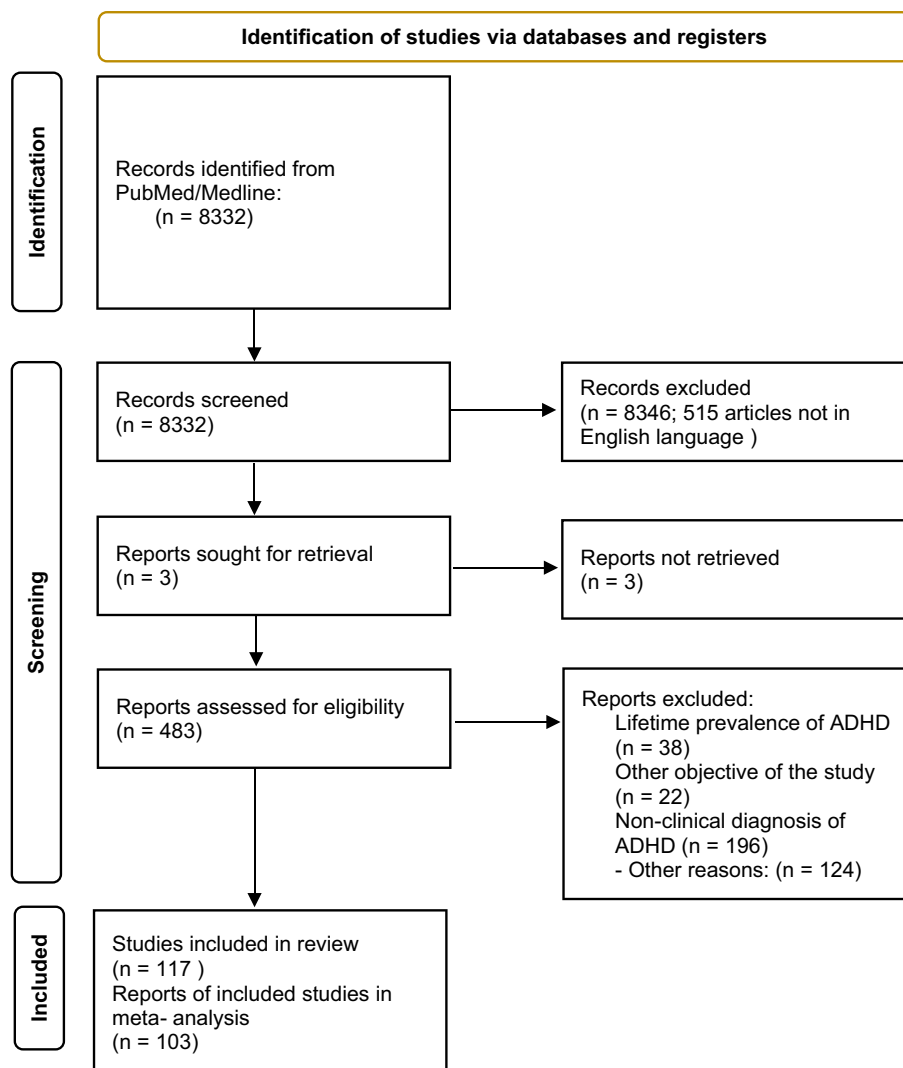 Identification of studies via databases and registers
Identification
Records identified from
PubMed/Medline:
(n = 8332)
Screening
Records screened
(n = 8332)
Records excluded
(n = 8346; 515 articles not in
English language )
Reports sought for retrieval
(n = 3)
Reports not retrieved
(n = 3)
Reports assessed for eligibility
(n = 483)
Reports excluded:
Lifetime prevalence of ADHD
(n = 38)
Other objective of the study
(n = 22)
Non-clinical diagnosis of
ADHD (n = 196)
- Other reasons: (n = 124)
Included
Studies included in review
(n = 117 )
Reports of included studies in
meta- analysis
(n = 103)